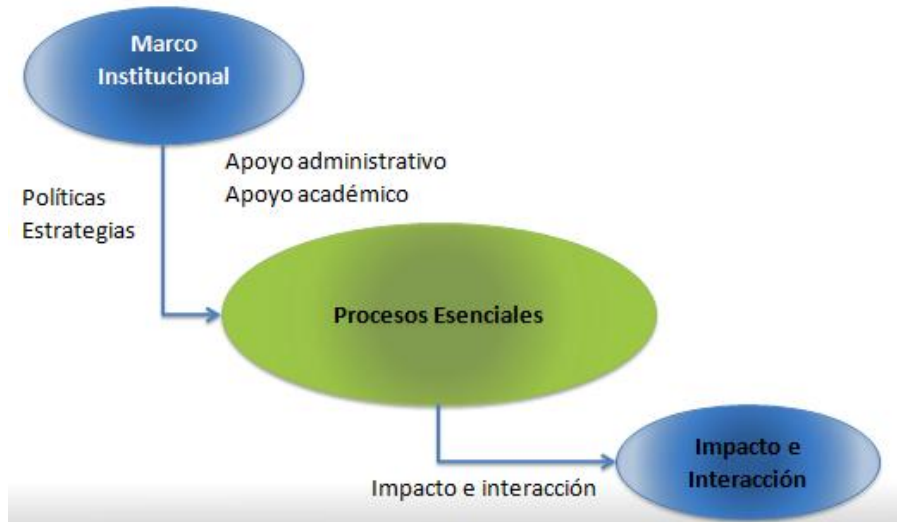 Marco
Institucional
Apoyo administrativo
Apoyo académico
Políticas
Estrategias
Procesos Esenciales
Impacto e
Interacción
Impacto e interacción